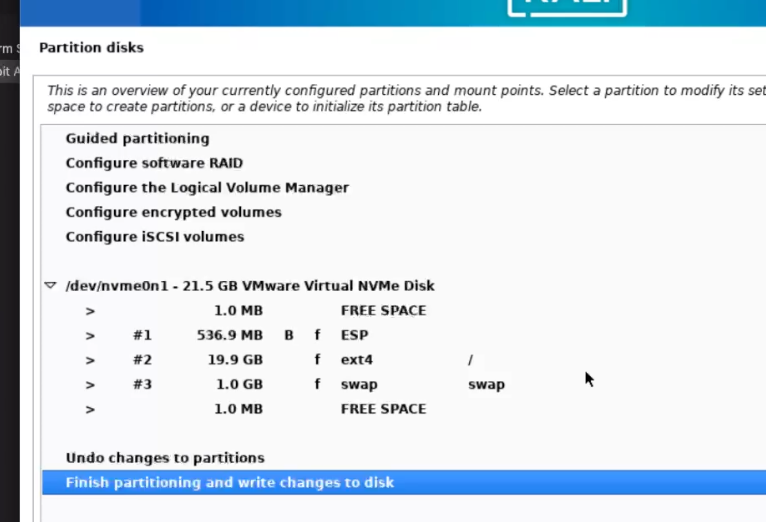 rm S
bit A
Partition disks
This is an overview of your currently configured partitions and mount points. Select a partition to modify its set
space to create partitions, or a device to initialize its partition table.
Guided partitioning
Configure software RAID
Configure the Logical Volume Manager
Configure encrypted volumes
Configure iSCSI volumes
/dev/nvme0n1 - 21.5 GB VMware Virtual NVMe Disk
> 1.0 MB FREE SPACE
> #1 536.9 MB B f ESP
> #2 19.9 GB f ext4 /
> #3 1.0 GB f swap swap
> 1.0 MB FREE SPACE
Undo changes to partitions
Finish partitioning and write changes to disk